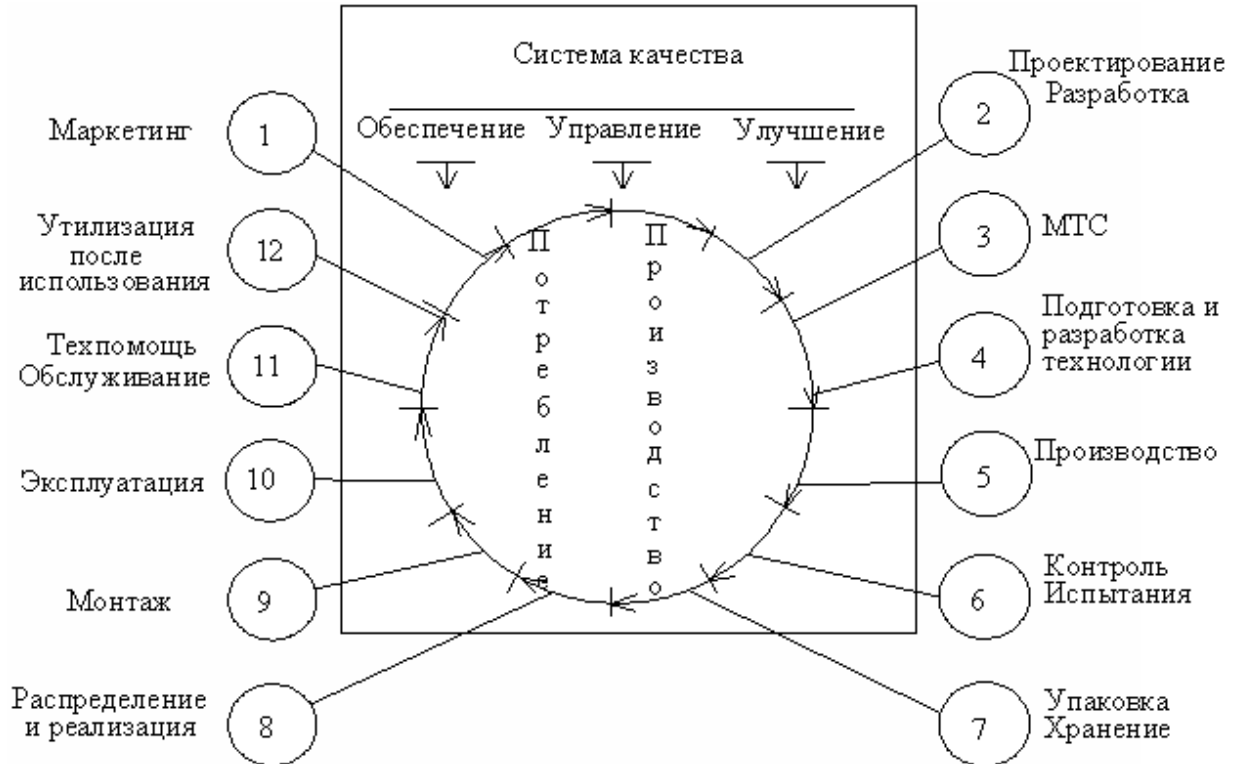 Система качества
Обеспечение Управление Улучшение
Маркетинг
1
Утилизация
после
использования
12
Техпомощь
Обслуживание
11
Эксплуатация
10
Монтаж
9
Распределение
и реализация
8
Потребление
Производство
Проектирование
Разработка
2
3
МТС
4
Подготовка и
разработка
технологии
5
Производство
6
Контроль
Испытания
7
Упаковка
Хранение